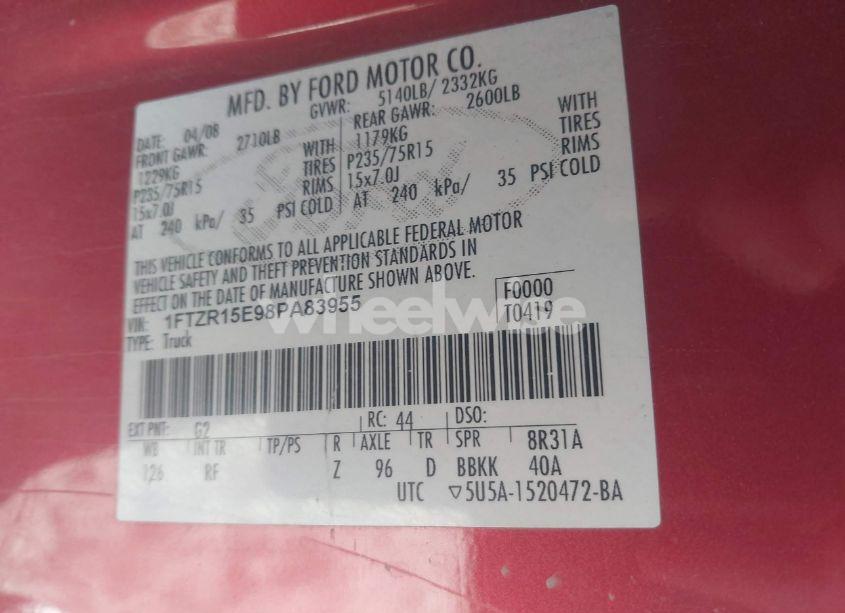 MFD. BY FORD MOTOR CO.
DATE: 04/08 GVWR: 5140LB/ 2332KG
FRONT GAWR: 2710LB REAR GAWR: 2600LB
1229KG WITH 1179KG WITH
P235/75R15 TIRES P235/75R15 TIRES
15x7.0J RIMS 15x7.0J RIMS
AT 240 kPa/ 35 PSI COLD AT 240 kPa/ 35 PSI COLD
THIS VEHICLE CONFORMS TO ALL APPLICABLE FEDERAL MOTOR
VEHICLE SAFETY AND THEFT PREVENTION STANDARDS IN
EFFECT ON THE DATE OF MANUFACTURE SHOWN ABOVE.
VIN: 1FTZR15E98PA83955 F0000
TYPE: Truck T0419
wheelwise
EXT PNT: G2 RC: 44 DSO:
WB INT TR TP/PS R AXLE TR SPR 8R31A
126 RF Z 96 D BBKK 40A
UTC ▽5U5A-1520472-BA